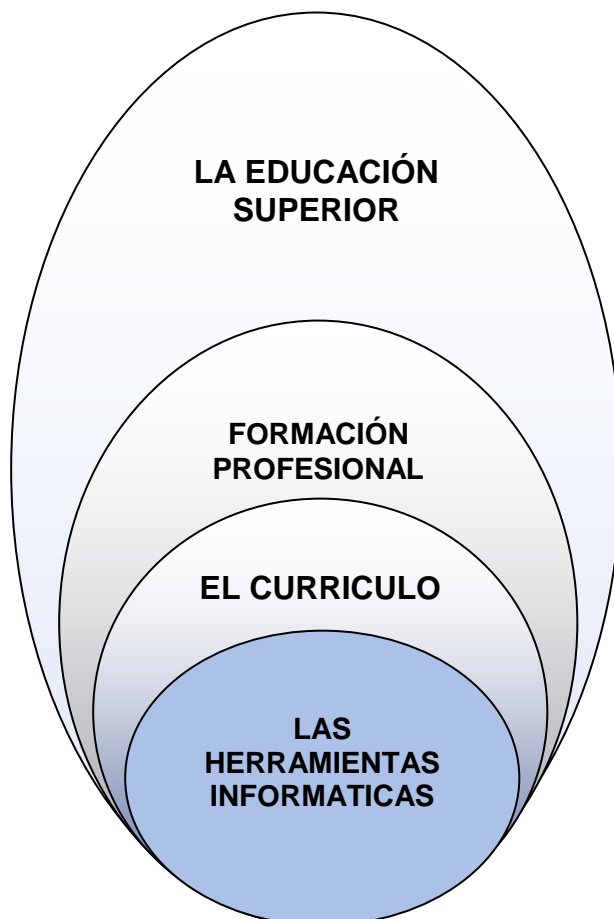 LA EDUCACIÓN
SUPERIOR
FORMACIÓN
PROFESIONAL
EL CURRICULO
LAS
HERRAMIENTAS
INFORMATICAS